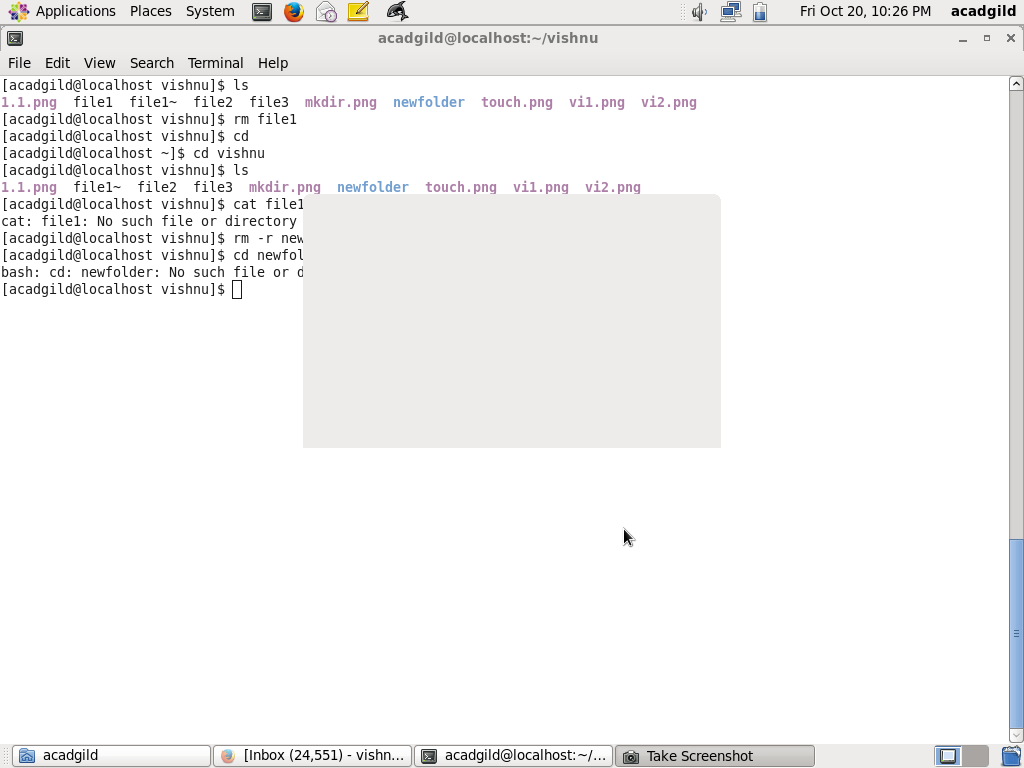 Applications Places System Fri Oct 20, 10:26 PM acadgild
acadgild@localhost:~/vishnu
File Edit View Search Terminal Help
[acadgild@localhost vishnu]$ ls
1.1.png file1 file1~ file2 file3 mkdir.png newfolder touch.png vi1.png vi2.png
[acadgild@localhost vishnu]$ rm file1
[acadgild@localhost vishnu]$ cd
[acadgild@localhost ~]$ cd vishnu
[acadgild@localhost vishnu]$ ls
1.1.png file1~ file2 file3 mkdir.png newfolder touch.png vi1.png vi2.png
[acadgild@localhost vishnu]$ cat file1
cat: file1: No such file or directory
[acadgild@localhost vishnu]$ rm -r new
[acadgild@localhost vishnu]$ cd newfol
bash: cd: newfolder: No such file or d
[acadgild@localhost vishnu]$
acadgild [Inbox (24,551) - vishn... acadgild@localhost:~/... Take Screenshot